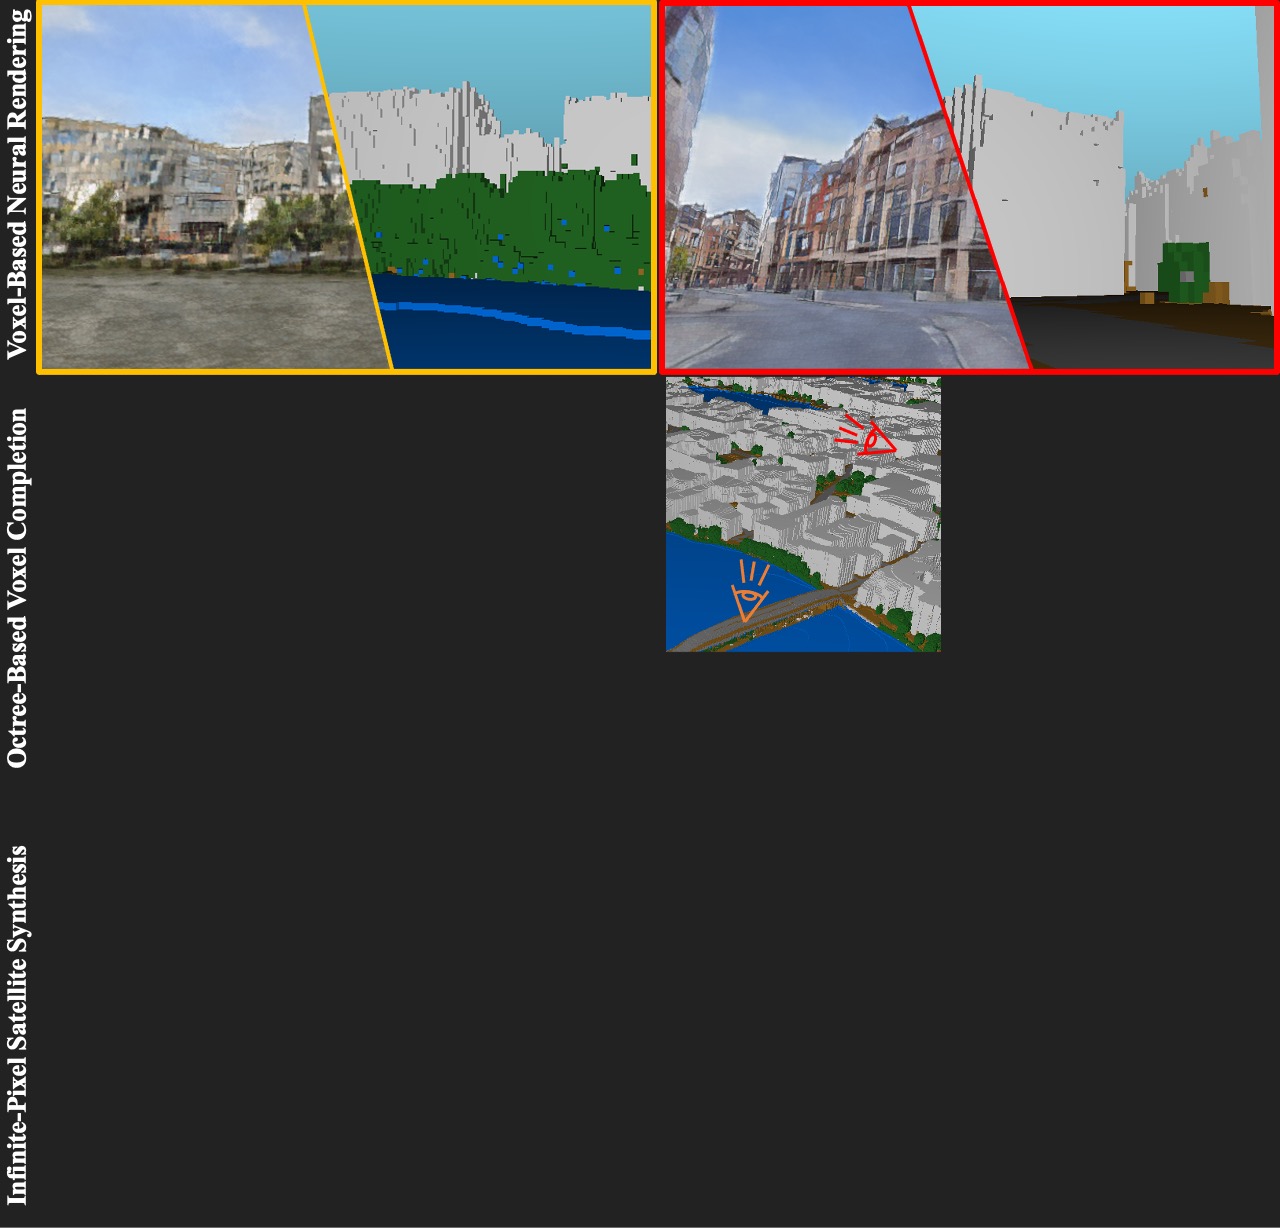 Voxel-Based Neural Rendering
Octree-Based Voxel Completion
Infinite-Pixel Satellite Synthesis